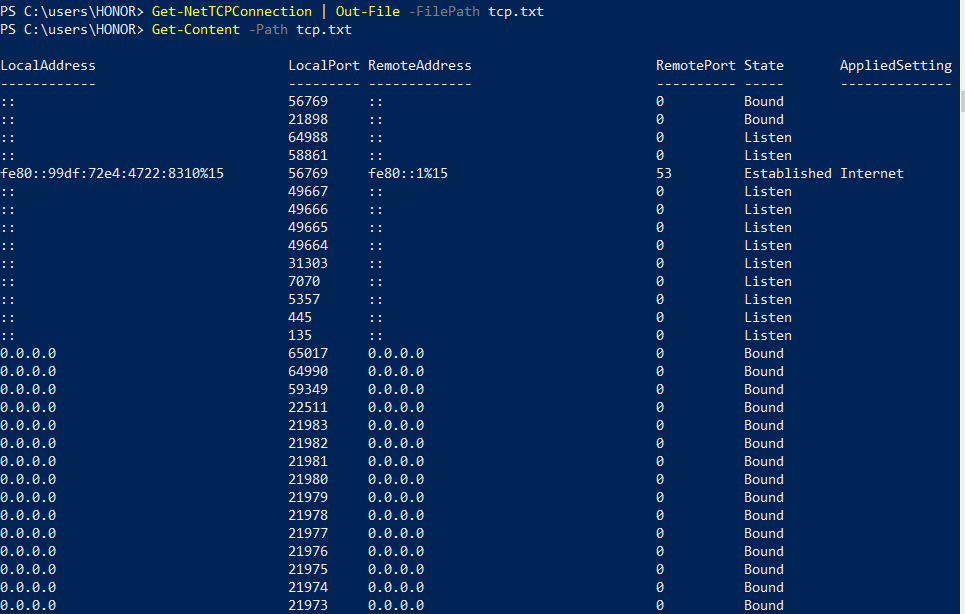 PS C:\users\HONOR> Get-NetTCPConnection | Out-File -FilePath tcp.txt
PS C:\users\HONOR> Get-Content -Path tcp.txt
LocalAddress                        LocalPort RemoteAddress                       RemotePort State       AppliedSetting
------------                        --------- -------------                       ---------- -----       --------------
::                                  56769     ::                                  0          Bound
::                                  21898     ::                                  0          Bound
::                                  64988     ::                                  0          Listen
::                                  58861     ::                                  0          Listen
fe80::99df:72e4:4722:8310%15        56769     fe80::1%15                          53         Established Internet
::                                  49667     ::                                  0          Listen
::                                  49666     ::                                  0          Listen
::                                  49665     ::                                  0          Listen
::                                  49664     ::                                  0          Listen
::                                  31303     ::                                  0          Listen
::                                  7070      ::                                  0          Listen
::                                  5357      ::                                  0          Listen
::                                  445       ::                                  0          Listen
::                                  135       ::                                  0          Listen
0.0.0.0                             65017     0.0.0.0                             0          Bound
0.0.0.0                             64990     0.0.0.0                             0          Bound
0.0.0.0                             59349     0.0.0.0                             0          Bound
0.0.0.0                             22511     0.0.0.0                             0          Bound
0.0.0.0                             21983     0.0.0.0                             0          Bound
0.0.0.0                             21982     0.0.0.0                             0          Bound
0.0.0.0                             21981     0.0.0.0                             0          Bound
0.0.0.0                             21980     0.0.0.0                             0          Bound
0.0.0.0                             21979     0.0.0.0                             0          Bound
0.0.0.0                             21978     0.0.0.0                             0          Bound
0.0.0.0                             21977     0.0.0.0                             0          Bound
0.0.0.0                             21976     0.0.0.0                             0          Bound
0.0.0.0                             21975     0.0.0.0                             0          Bound
0.0.0.0                             21974     0.0.0.0                             0          Bound
0.0.0.0                             21973     0.0.0.0                             0          Bound